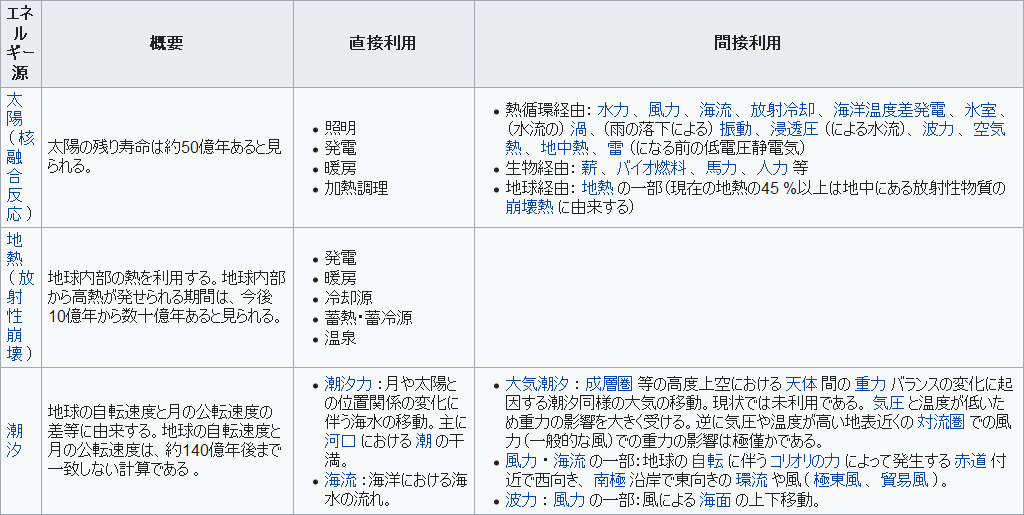 エネルギー源
概要
直接利用
間接利用
太陽(核融合反応)
太陽の残り寿命は約50億年あると見
られる。
• 照明
• 発電
• 暖房
• 加熱調理
• 熱循環経由: 水力、風力、海流、放射冷却、海洋温度差発電、氷室、
(水流の) 渦、(雨の落下による) 振動、浸透圧 (による水流)、波力、空気
熱、地中熱、雷 (になる前の低電圧静電気)
• 生物経由: 薪、バイオ燃料、馬力、人力 等
• 地球経由: 地熱 の一部(現在の地熱の45 %以上は地中にある放射性物質の
崩壊熱 に由来する)
地熱(放射性崩壊)
地球内部の熱を利用する。地球内部
から高熱が発せられる期間は、今後
10億年から数十億年あると見られる。
• 発電
• 暖房
• 冷却源
• 蓄熱・蓄冷源
• 温泉
潮汐
地球の自転速度と月の公転速度の
差等に由来する。地球の自転速度と
月の公転速度は、約140億年後まで
一致しない計算である。
• 潮汐力:月や太陽と
の位置関係の変化に
伴う海水の移動。主に
河口 における 潮 の干
満。
• 海流:海洋における海
水の流れ。
• 大気潮汐: 成層圏 等の高度上空における 天体 間の 重力 バランスの変化に起
因する潮汐同様の大気の移動。現状では未利用である。 気圧 と温度が低いた
め重力の影響を大きく受ける。逆に気圧や温度が高い地表近くの 対流圏 での風
力(一般的な風)での重力の影響は極僅かである。
• 風力・海流 の一部:地球の 自転 に伴う コリオリの力 によって発生する 赤道 付
近で西向き、 南極 沿岸で東向きの 環流 や風( 極東風、貿易風)。
• 波力: 風力 の一部:風による 海面 の上下移動。